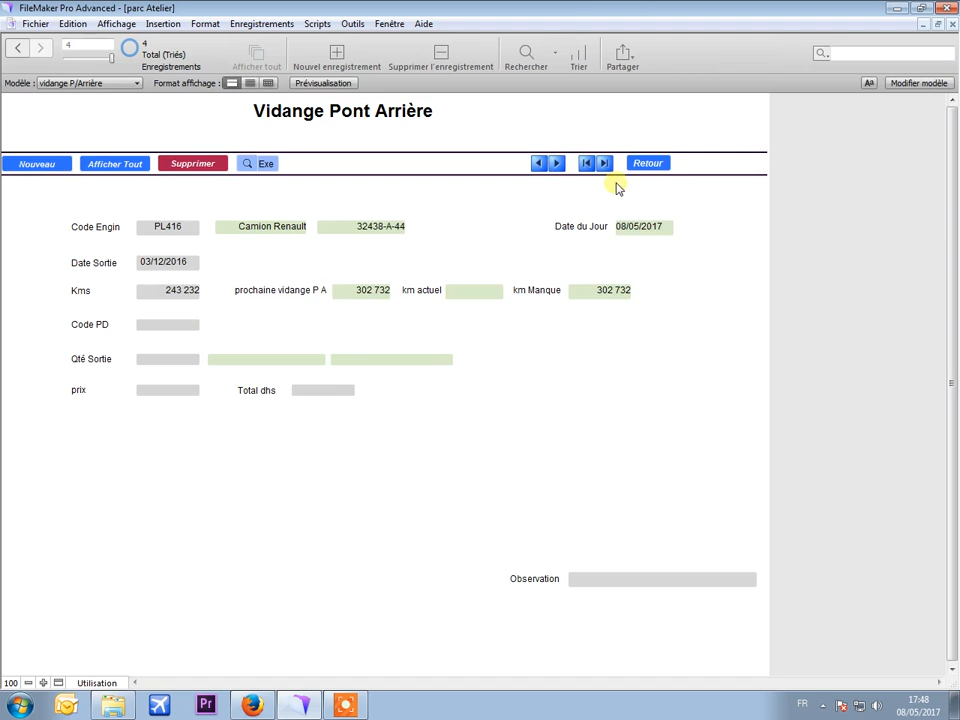 FileMaker Pro Advanced - [parc Atelier]
Fichier Edition Affichage Insertion Format Enregistrements Scripts Outils Fenêtre Aide
4
4
Total (Triés)
Enregistrements
Afficher tout
Nouvel enregistrement
Supprimer l'enregistrement
Rechercher
Trier
Partager
Modèle : vidange P/Arrière Format affichage : Prévisualisation Aa Modifier modèle
Vidange Pont Arrière
Nouveau Afficher Tout Supprimer Exe Retour
Code Engin PL416 Camion Renault 32438-A-44 Date du Jour 08/05/2017
Date Sortie 03/12/2016
Kms 243 232 prochaine vidange P A 302 732 km actuel km Manque 302 732
Code PD
Qté Sortie
prix Total dhs
Observation
100 Utilisation
Pr
FR 17:48
08/05/2017